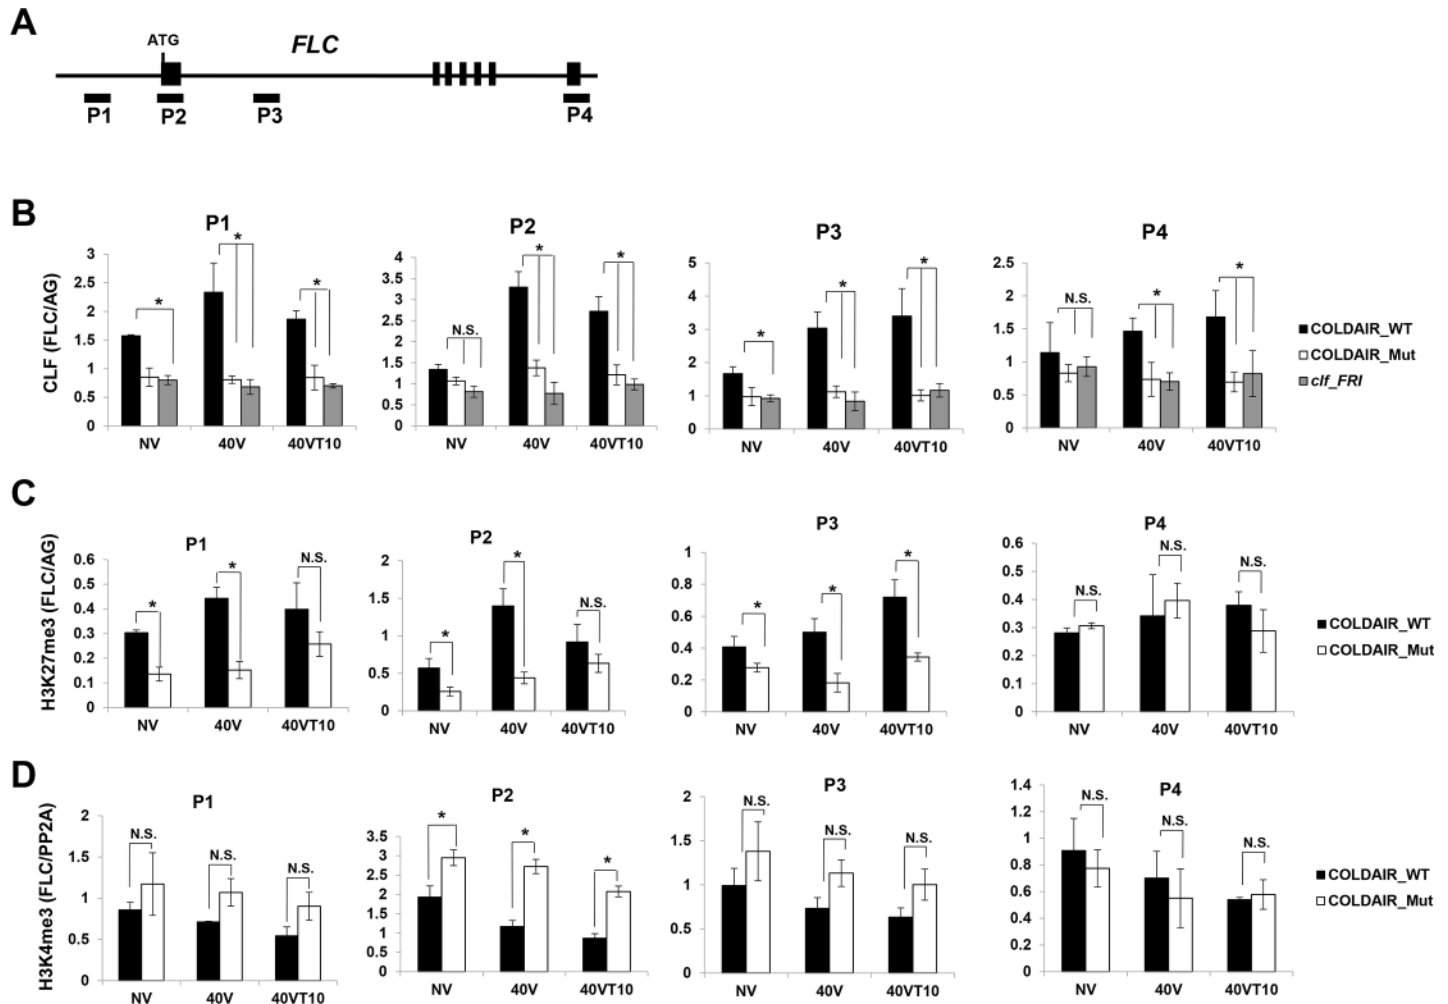 A
ATG
FLC
P1
P2
P3
P4
B
P1
P2
P3
P4
CLF (FLC/AG)
3
2.5
2
1.5
1
0.5
0
*
*
*
NV
40V
40VT10
4
3.5
3
2.5
2
1.5
1
0.5
0
N.S.
*
*
NV
40V
40VT10
5
4
3
2
1
0
*
*
*
NV
40V
40VT10
2.5
2
1.5
1
0.5
0
N.S.
*
*
NV
40V
40VT10
COLDAIR_WT
COLDAIR_Mut
clf_FRI
C
P1
P2
P3
P4
H3K27me3 (FLC/AG)
0.6
0.5
0.4
0.3
0.2
0.1
0
*
*
N.S.
NV
40V
40VT10
2
1.5
1
0.5
0
*
*
N.S.
NV
40V
40VT10
1
0.8
0.6
0.4
0.2
0
*
*
*
NV
40V
40VT10
0.6
0.5
0.4
0.3
0.2
0.1
0
N.S.
N.S.
N.S.
NV
40V
40VT10
COLDAIR_WT
COLDAIR_Mut
D
P1
P2
P3
P4
H3K4me3 (FLC/PP2A)
2
1.5
1
0.5
0
N.S.
N.S.
N.S.
NV
40V
40VT10
3.5
3
2.5
2
1.5
1
0.5
0
*
*
*
NV
40V
40VT10
2
1.5
1
0.5
0
N.S.
N.S.
N.S.
NV
40V
40VT10
1.4
1.2
1
0.8
0.6
0.4
0.2
0
N.S.
N.S.
N.S.
NV
40V
40VT10
COLDAIR_WT
COLDAIR_Mut